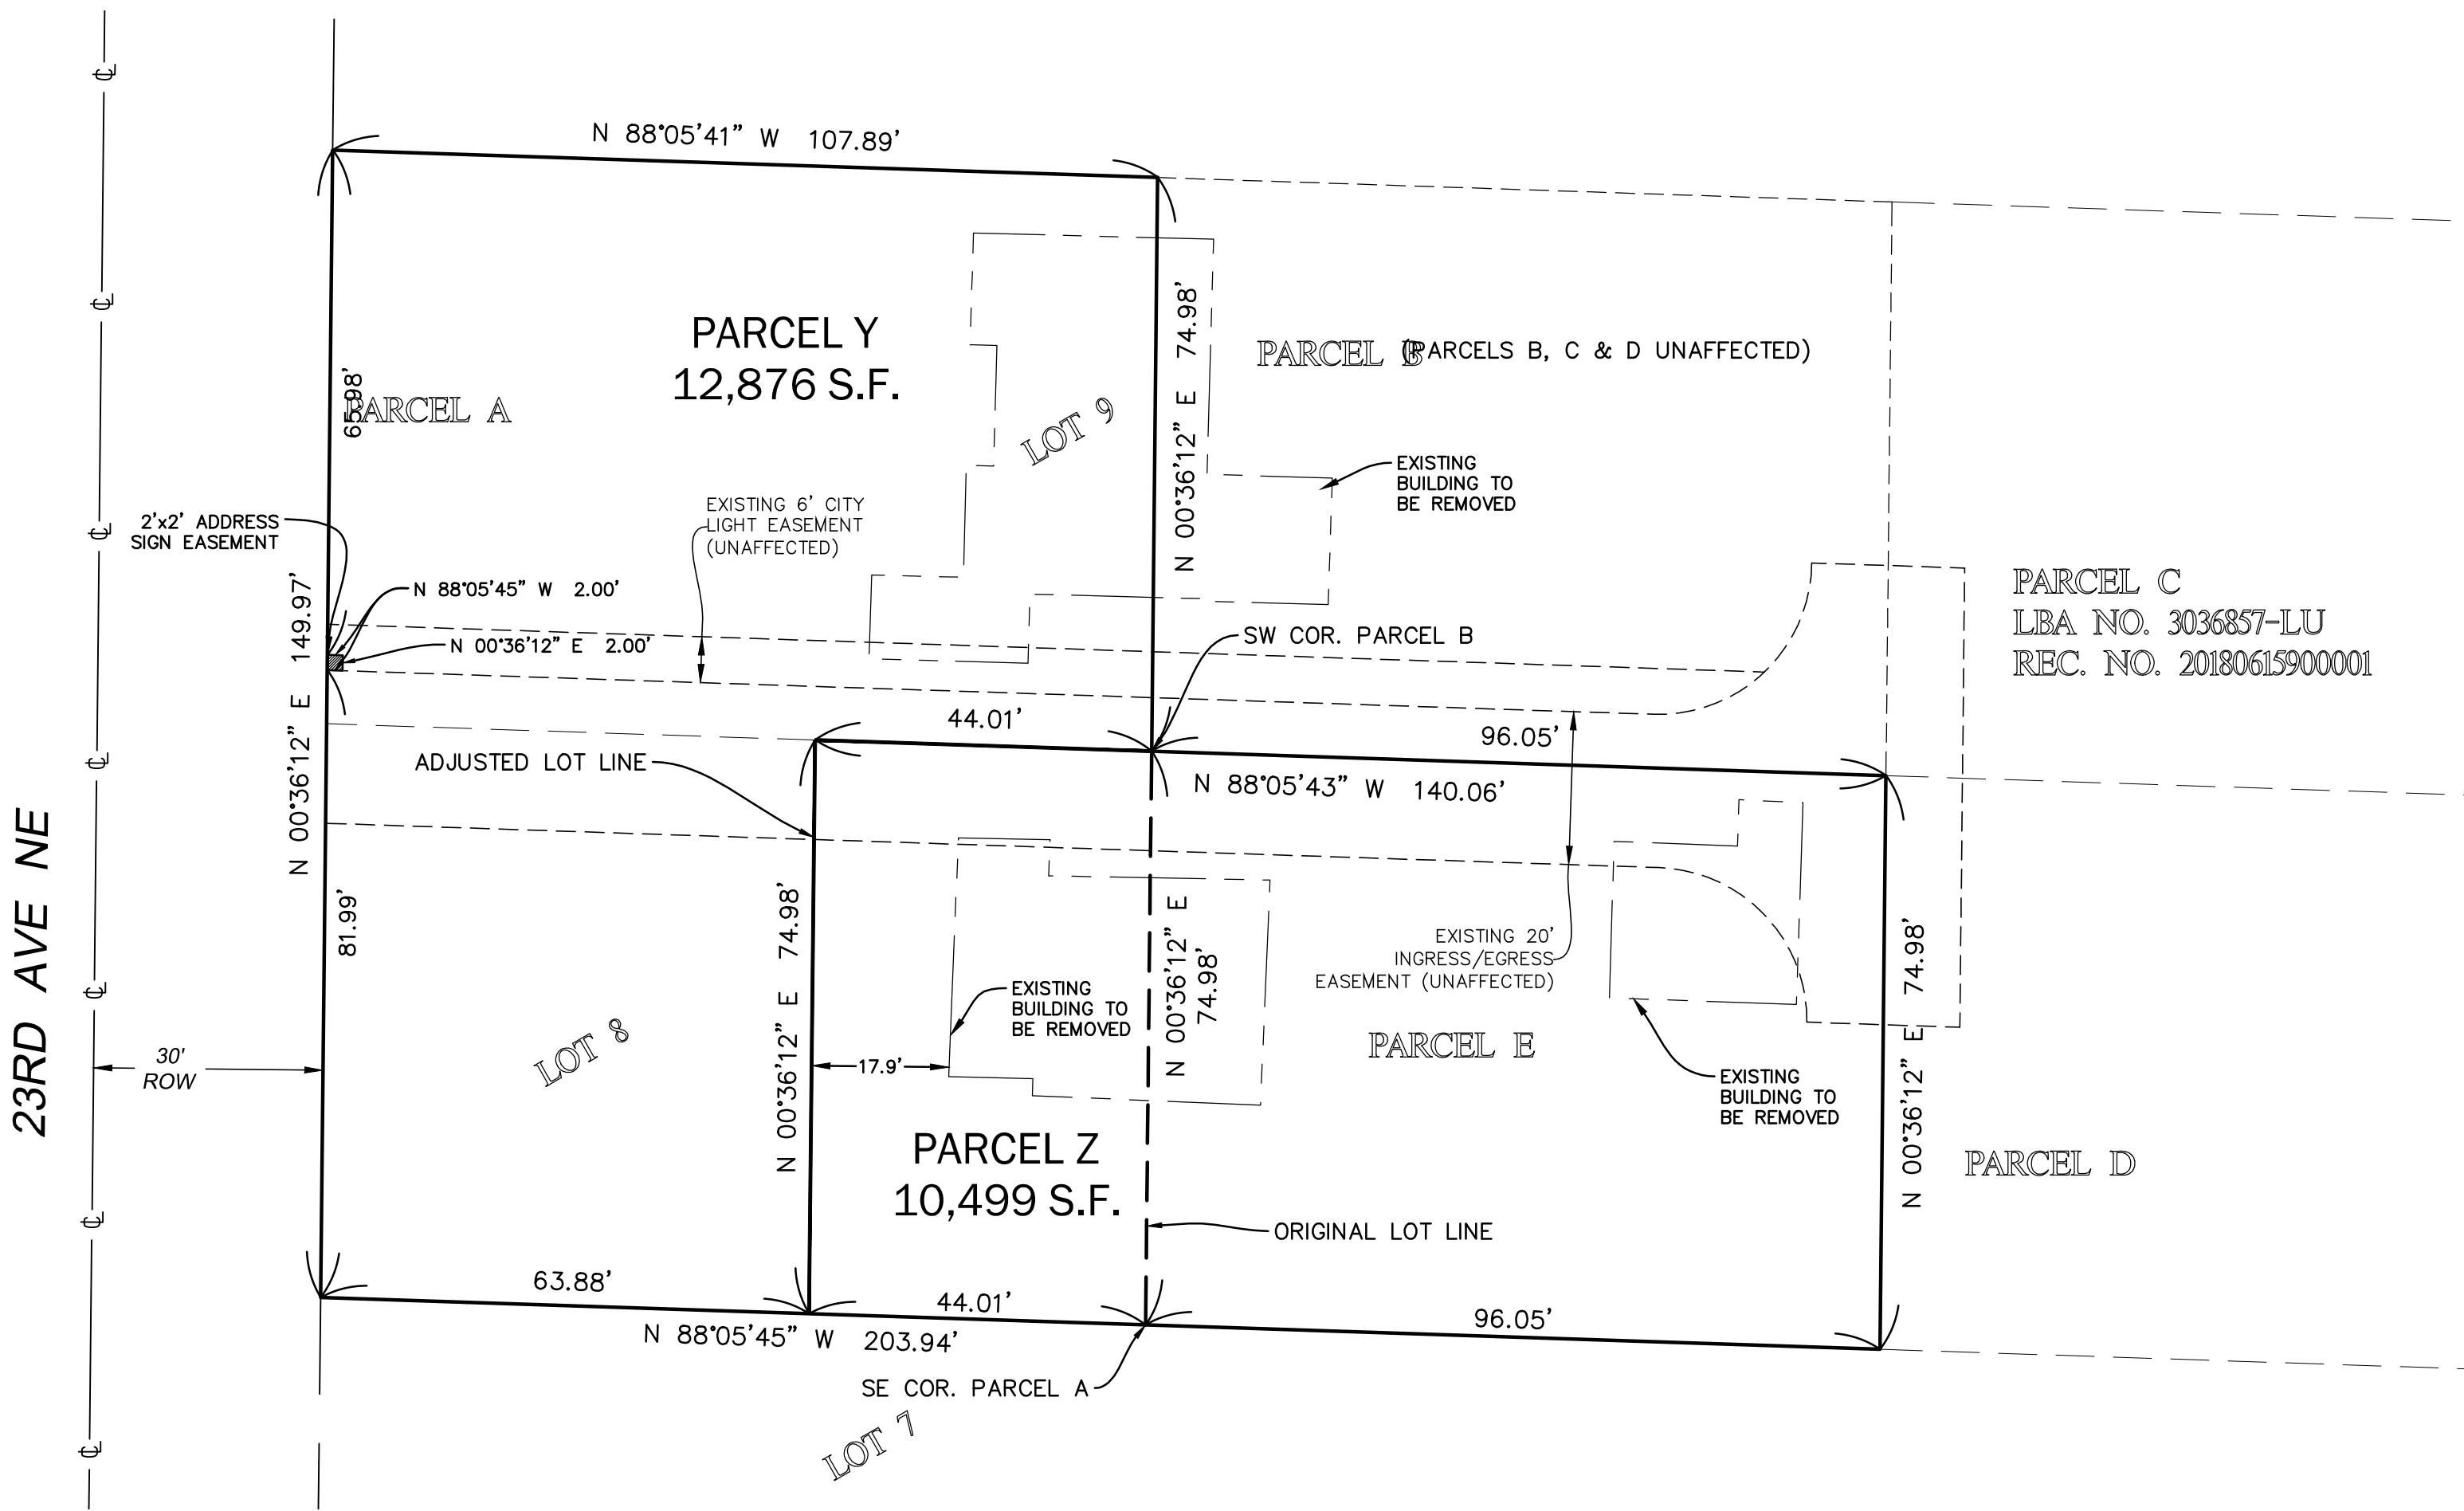 N 88°05'41" W 107.89'
PARCEL Y
12,876 S.F.
65.98'
PARCEL A
LOT 9
N 00°36'12" E 74.98'
PARCEL B
(PARCELS B, C & D UNAFFECTED)
EXISTING
BUILDING TO
BE REMOVED
2'x2' ADDRESS
SIGN EASEMENT
EXISTING 6' CITY
LIGHT EASEMENT
(UNAFFECTED)
N 88°05'45" W 2.00'
N 00°36'12" E 2.00'
N 00°36'12" E 149.97'
SW COR. PARCEL B
PARCEL C
LBA NO. 3036857-LU
REC. NO. 20180615900001
44.01'
96.05'
ADJUSTED LOT LINE
N 88°05'43" W 140.06'
23RD AVE NE
81.99'
N 00°36'12" E 74.98'
N 00°36'12" E
74.98'
EXISTING 20'
INGRESS/EGRESS
EASEMENT (UNAFFECTED)
N 00°36'12" E 74.98'
EXISTING
BUILDING TO
BE REMOVED
30'
ROW
LOT 8
17.9'
PARCEL E
EXISTING
BUILDING TO
BE REMOVED
PARCEL Z
10,499 S.F.
PARCEL D
ORIGINAL LOT LINE
63.88'
44.01'
96.05'
N 88°05'45" W 203.94'
SE COR. PARCEL A
LOT 7
℄
℄
℄
℄
℄
℄
℄